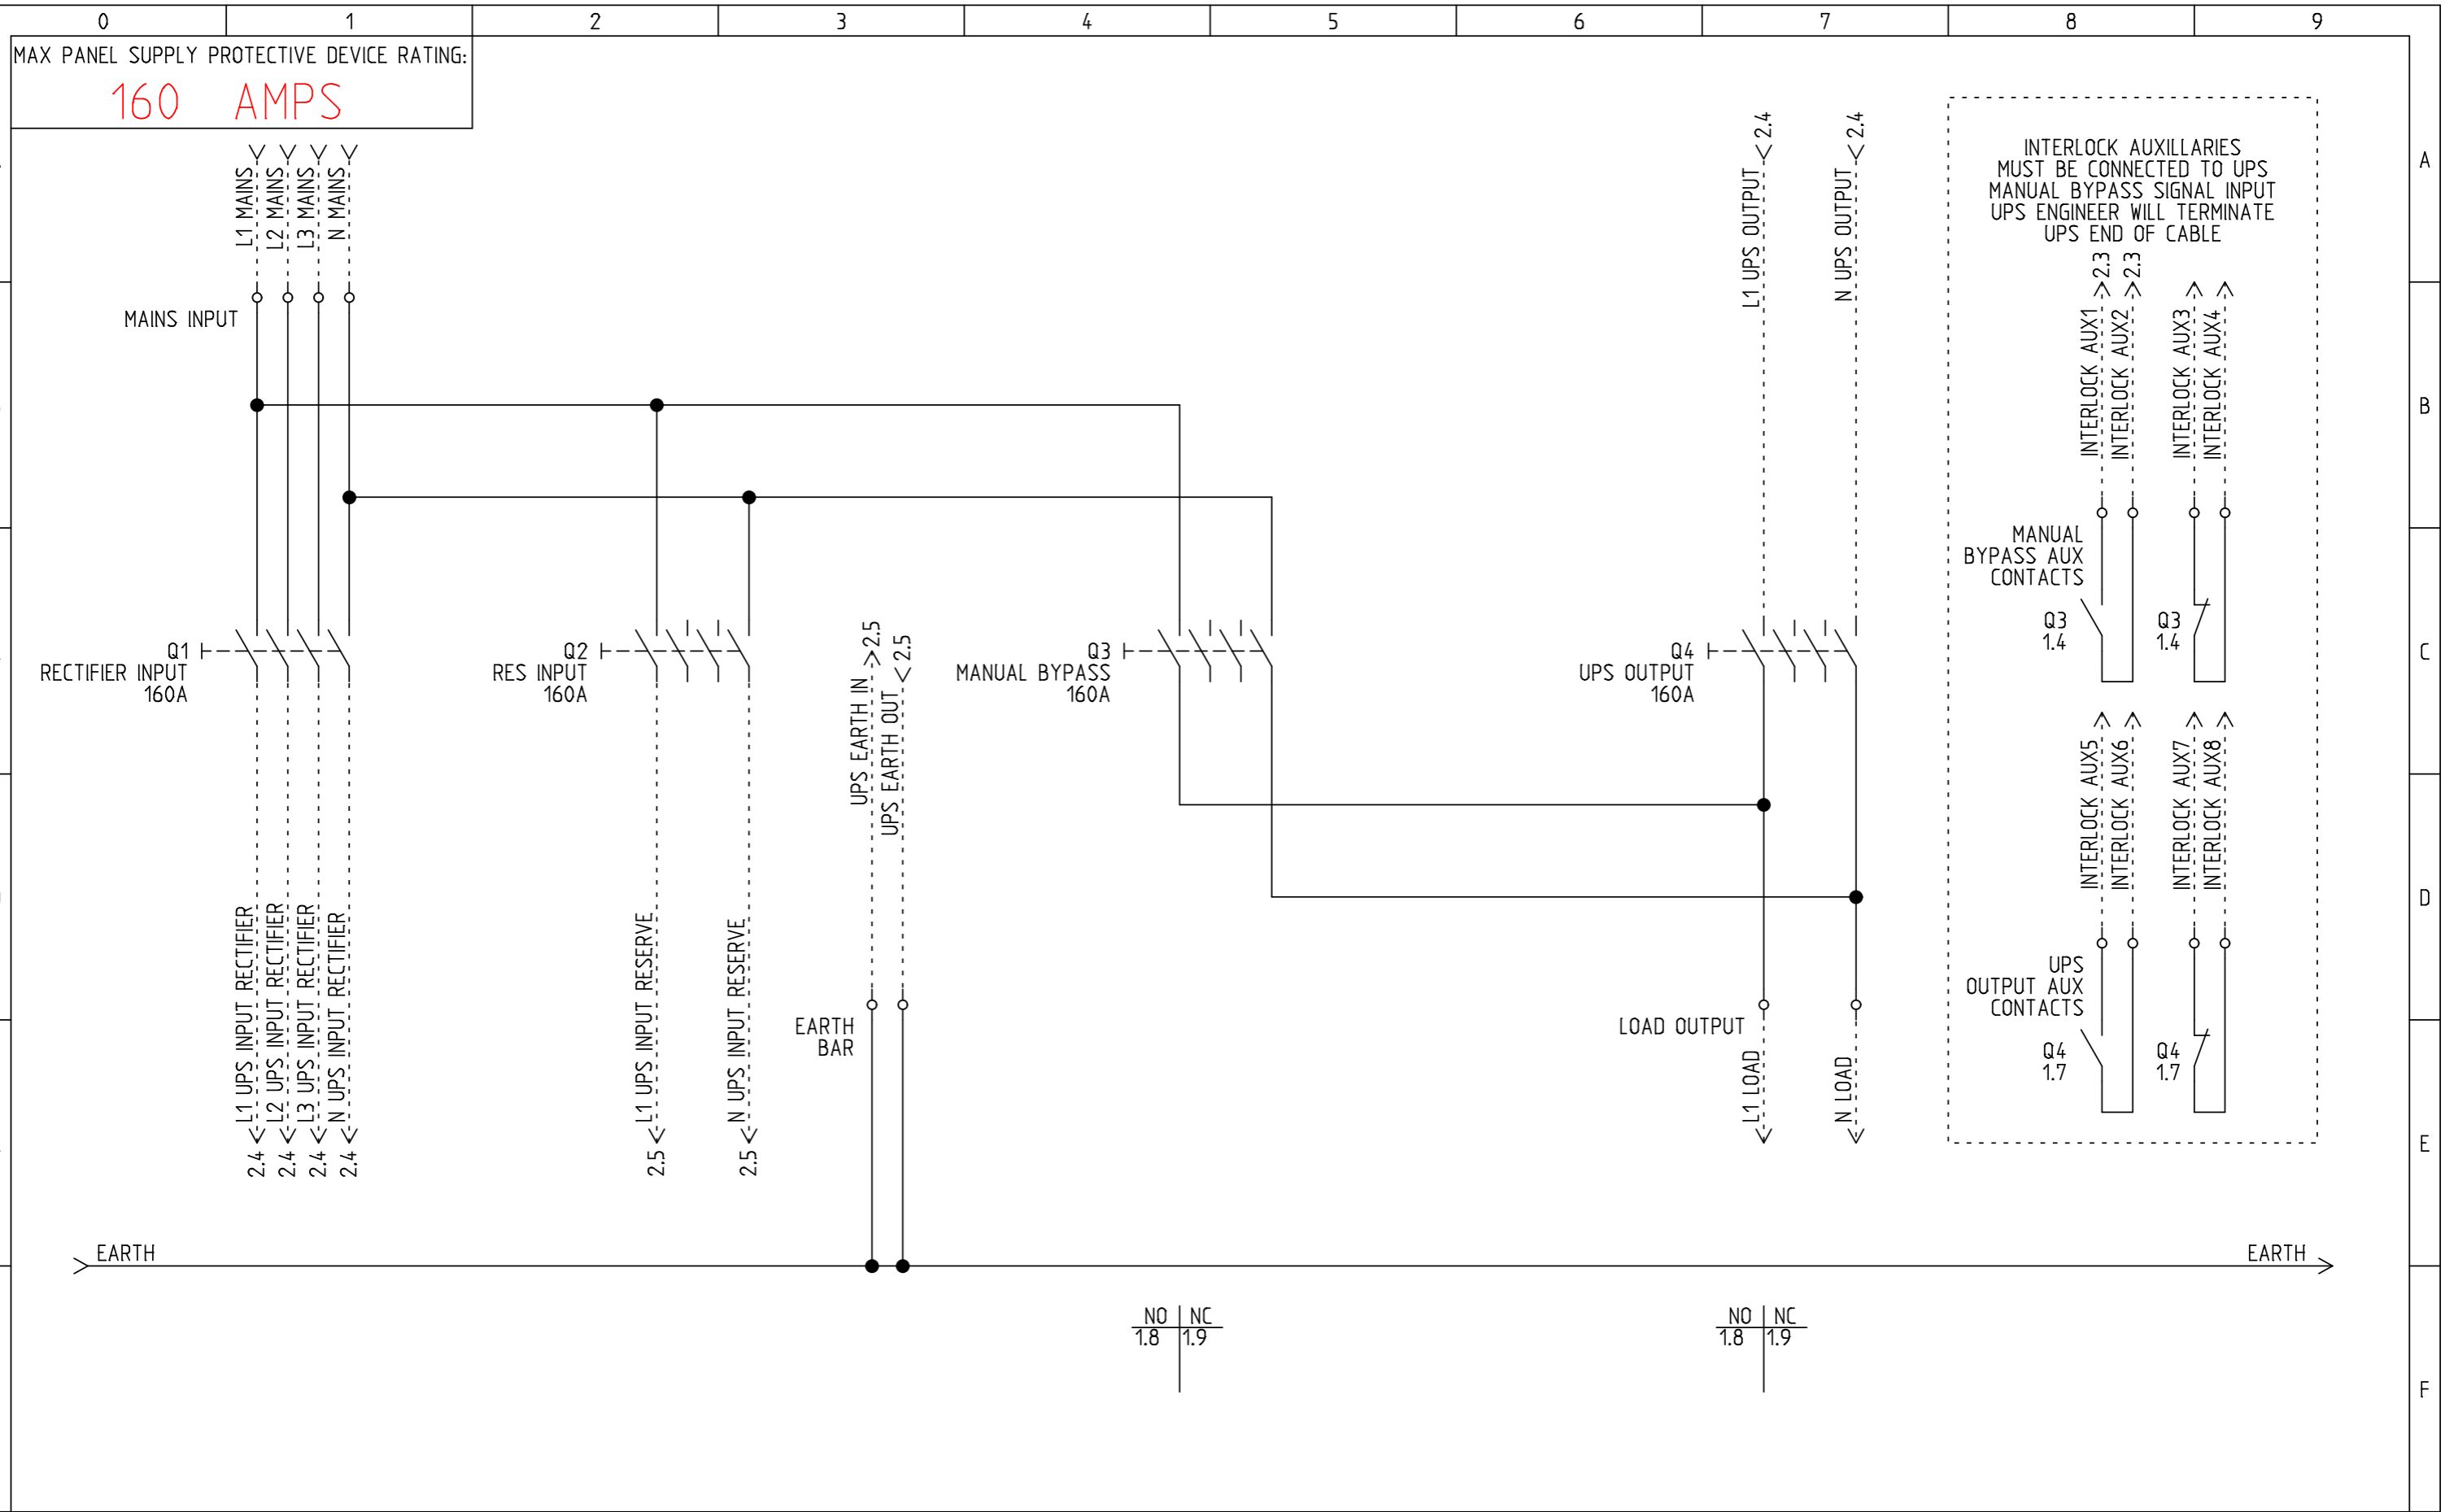 0 1 2 3 4 5 6 7 8 9
MAX PANEL SUPPLY PROTECTIVE DEVICE RATING:
160 AMPS
L1 MAINS
L2 MAINS
L3 MAINS
N MAINS
MAINS INPUT
L1 UPS OUTPUT
2.4
N UPS OUTPUT
2.4
INTERLOCK AUXILLARIES
MUST BE CONNECTED TO UPS
MANUAL BYPASS SIGNAL INPUT
UPS ENGINEER WILL TERMINATE
UPS END OF CABLE
2.3
2.3
INTERLOCK AUX1
INTERLOCK AUX2
INTERLOCK AUX3
INTERLOCK AUX4
MANUAL
BYPASS AUX
CONTACTS
Q3
1.4
Q3
1.4
Q1
RECTIFIER INPUT
160A
Q2
RES INPUT
160A
2.5
2.5
UPS EARTH IN
UPS EARTH OUT
Q3
MANUAL BYPASS
160A
Q4
UPS OUTPUT
160A
INTERLOCK AUX5
INTERLOCK AUX6
INTERLOCK AUX7
INTERLOCK AUX8
UPS
OUTPUT AUX
CONTACTS
Q4
1.7
Q4
1.7
L1 UPS INPUT RECTIFIER
L2 UPS INPUT RECTIFIER
L3 UPS INPUT RECTIFIER
N UPS INPUT RECTIFIER
2.4
2.4
2.4
2.4
L1 UPS INPUT RESERVE
N UPS INPUT RESERVE
2.5
2.5
EARTH
BAR
LOAD OUTPUT
L1 LOAD
N LOAD
EARTH
EARTH
NO NC
1.8 1.9
NO NC
1.8 1.9
A
B
C
D
E
F